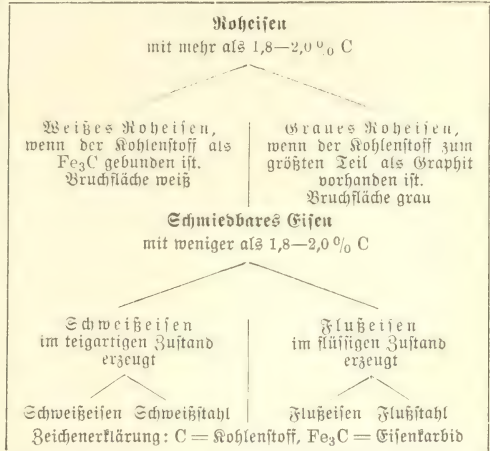 Roheisen
mit mehr als 1,8—2,0 % C
Weißes Roheisen,
wenn der Kohlenstoff als
Fe₃C gebunden ist.
Bruchfläche weiß
Graues Roheisen,
wenn der Kohlenstoff zum
größten Teil als Graphit
vorhanden ist.
Bruchfläche grau
Schmiedbares Eisen
mit weniger als 1,8—2,0 % C
Schweißeisen
im teigartigen Zustand
erzeugt
Flußeisen
im flüssigen Zustand
erzeugt
Schweißeisen Schweißstahl
Flußeisen Flußstahl
Zeichenerklärung: C = Kohlenstoff, Fe₃C = Eisenkarbid